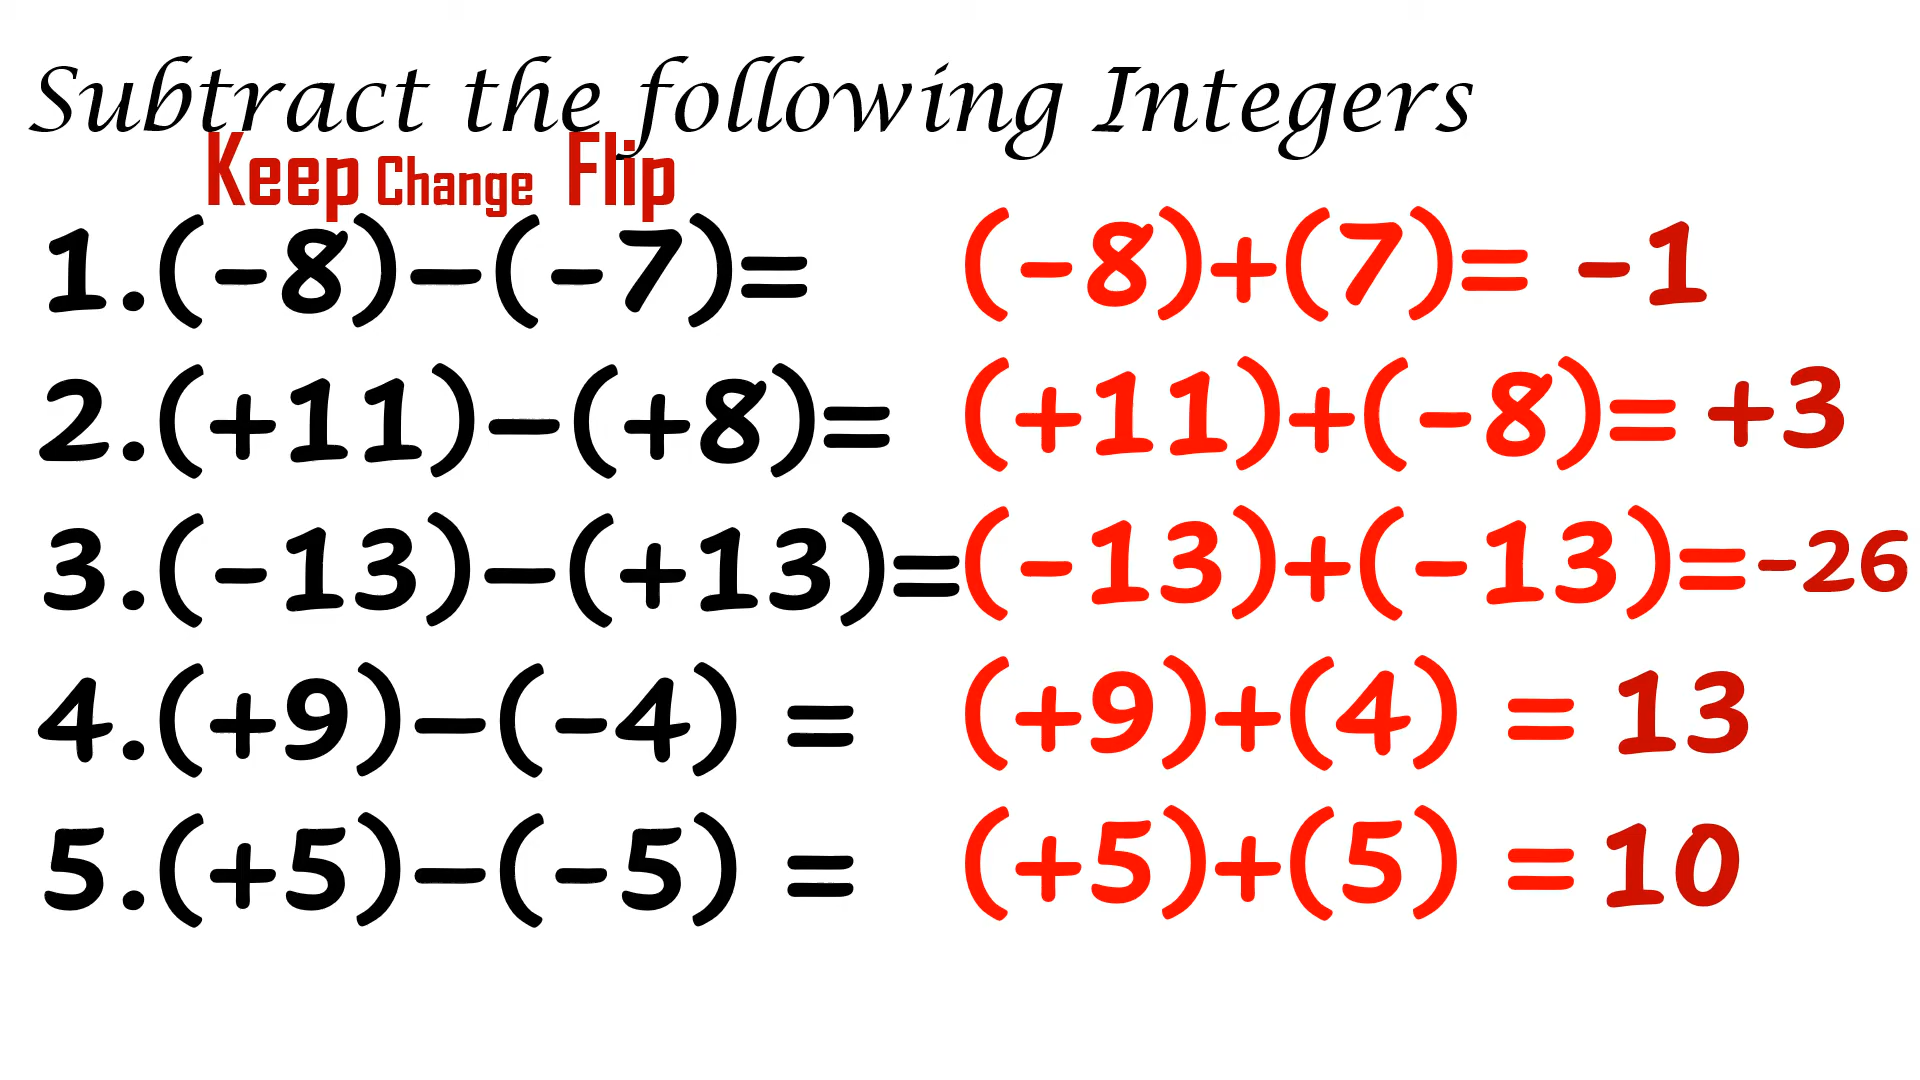 Subtract the following Integers
Keep Change Flip
1.(-8)-(-7)= (-8)+(7)= -1
2.(+11)-(+8)= (+11)+(-8)= +3
3.(-13)-(+13)= (-13)+(-13)= -26
4.(+9)-(-4) = (+9)+(4) = 13
5.(+5)-(-5) = (+5)+(5) = 10